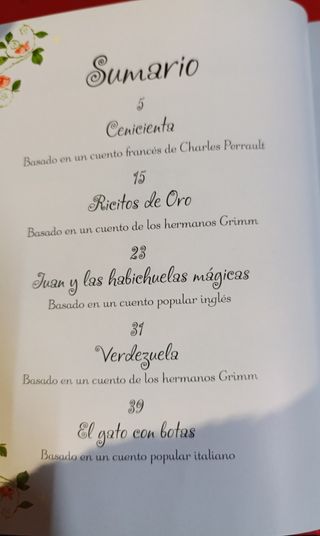 Sumario
5
Cenicienta
Basado en un cuento francés de Charles Perrault
15
Ricitos de Oro
Basado en un cuento de los hermanos Grimm
23
Juan y las habichuelas mágicas
Basado en un cuento popular inglés
31
Verdezuela
Basado en un cuento de los hermanos Grimm
39
El gato con botas
Basado en un cuento popular italiano